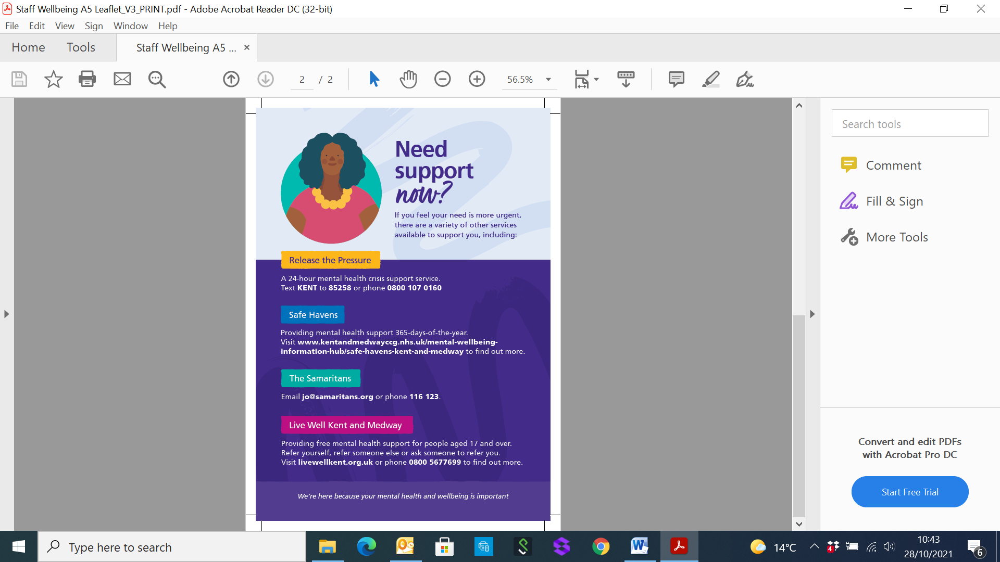 Staff Wellbeing A5 Leaflet_V3_PRINT.pdf - Adobe Acrobat Reader DC (32-bit)
File Edit View Sign Window Help
Home Tools Staff Wellbeing A5 ...
2 / 2 56.5%
Need
support
now?
If you feel your need is more urgent,
there are a variety of other services
available to support you, including:
Release the Pressure
A 24-hour mental health crisis support service.
Text KENT to 85258 or phone 0800 107 0160
Safe Havens
Providing mental health support 365-days-of-the-year.
Visit www.kentandmedwayccg.nhs.uk/mental-wellbeing-
information-hub/safe-havens-kent-and-medway to find out more.
The Samaritans
Email jo@samaritans.org or phone 116 123.
Live Well Kent and Medway
Providing free mental health support for people aged 17 and over.
Refer yourself, refer someone else or ask someone to refer you.
Visit livewellkent.org.uk or phone 0800 5677699 to find out more.
We're here because your mental health and wellbeing is important
Search tools
Comment
Fill & Sign
More Tools
Convert and edit PDFs
with Acrobat Pro DC
Start Free Trial
Type here to search
14°C
4
10:43
28/10/2021
6